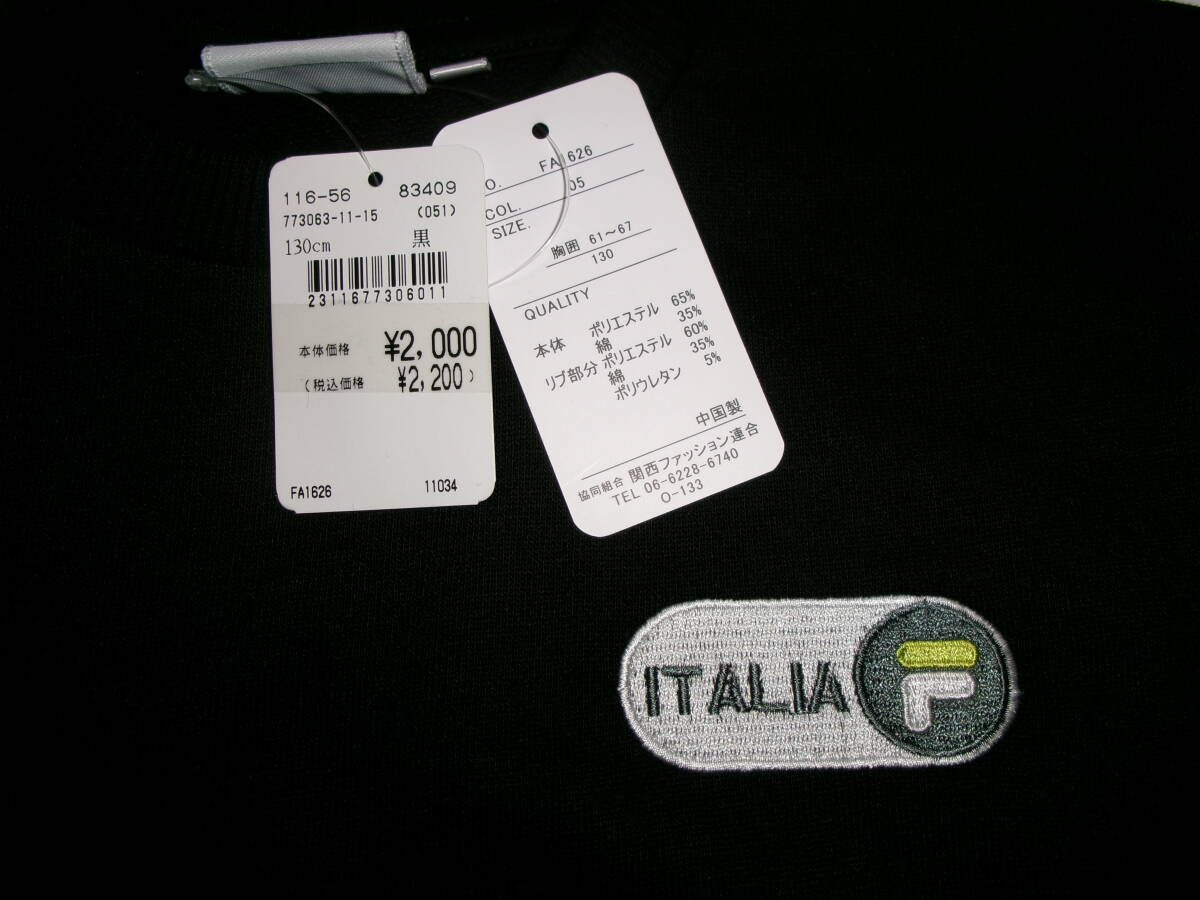 116-56 83409
773063-11-15 (051)
130cm 黒
2311677306011
本体価格 ¥2,000
(税込価格 ¥2,200)
FA1626 11034
O. FA1626
COL. 05
SIZE.
胸囲 61〜67
130
QUALITY
本体 ポリエステル 65%
綿 35%
リブ部分 ポリエステル 60%
綿 35%
ポリウレタン 5%
中国製
協同組合 関西ファッション連合
TEL 06-6228-6740
O-133
ITALIA F